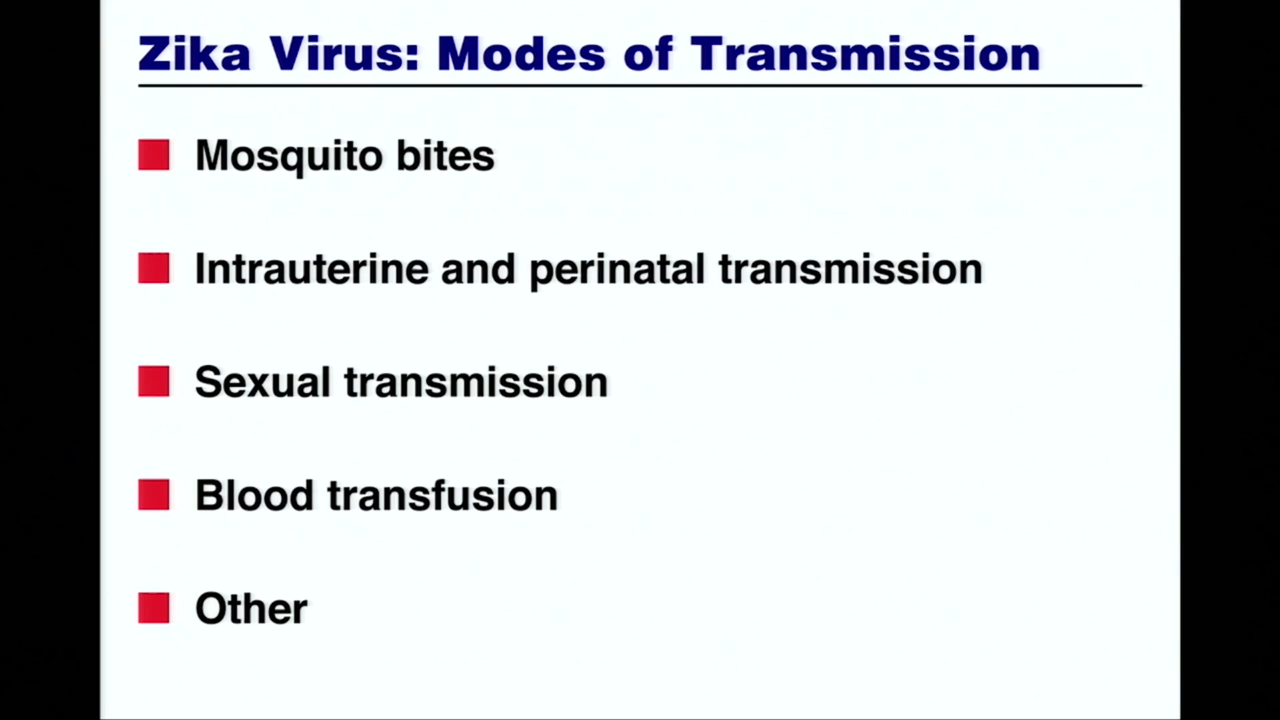 Zika Virus: Modes of Transmission
Mosquito bites
Intrauterine and perinatal transmission
Sexual transmission
Blood transfusion
Other